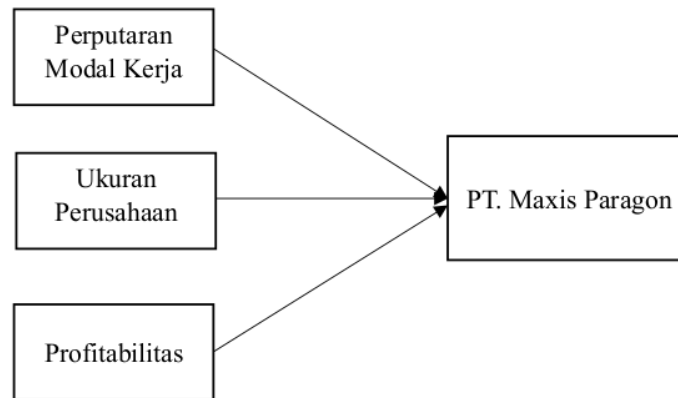 Perputaran
Modal Kerja
Ukuran
Perusahaan
PT. Maxis Paragon
Profitabilitas